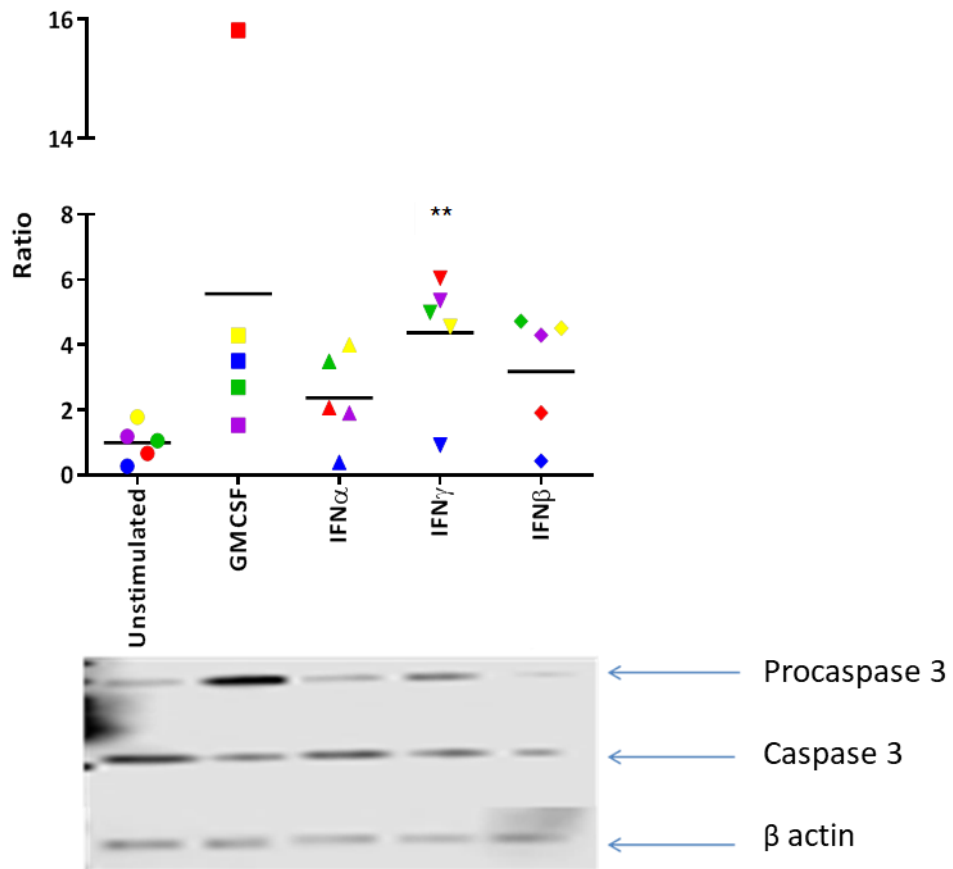 16
14
Ratio
8
**
6
4
2
0
Unstimulated
GMCSF
IFNα
IFNγ
IFNβ
Procaspase 3
Caspase 3
β actin